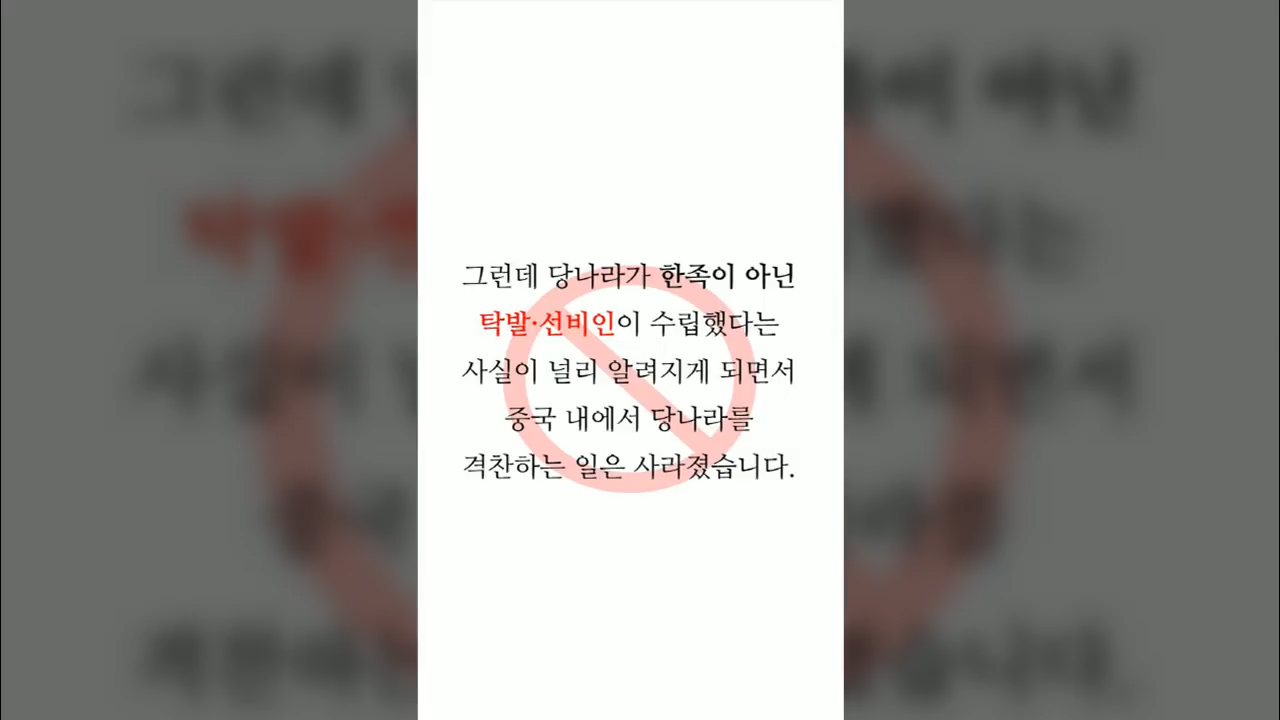 그런데 당나라가 한족이 아닌
탁발·선비인이 수립했다는
사실이 널리 알려지게 되면서
중국 내에서 당나라를
격찬하는 일은 사라졌습니다.